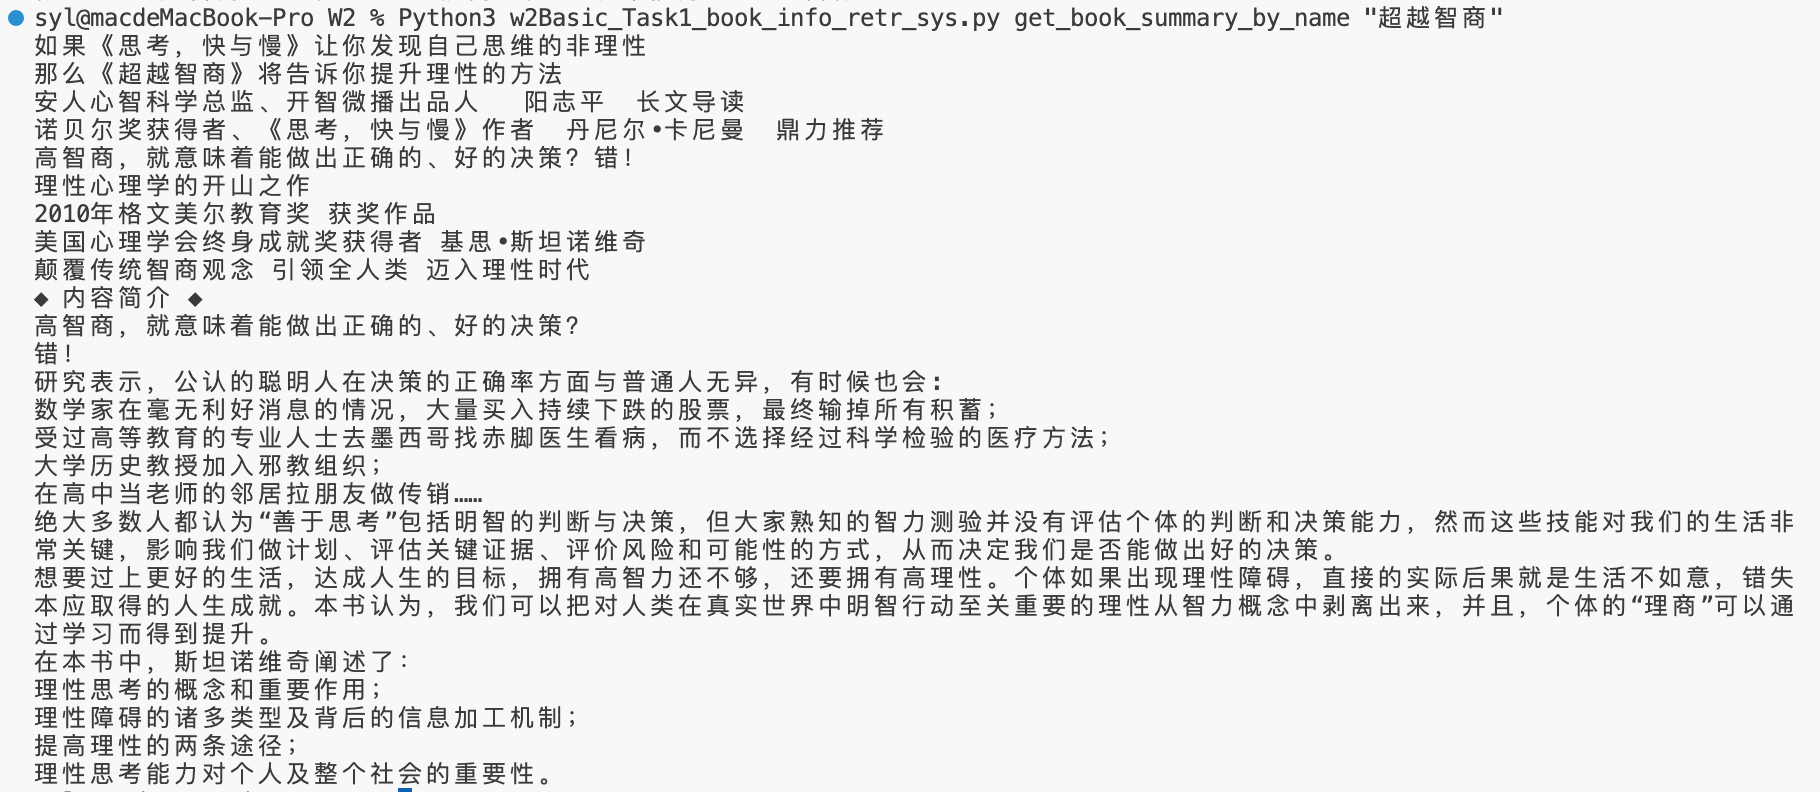 syl@macdeMacBook-Pro W2 % Python3 w2Basic_Task1_book_info_retr_sys.py get_book_summary_by_name "超越智商"
如果《思考，快与慢》让你发现自己思维的非理性
那么《超越智商》将告诉你提升理性的方法
安人心智科学总监、开智微播出品人   阳志平  长文导读
诺贝尔奖获得者、《思考，快与慢》作者  丹尼尔•卡尼曼  鼎力推荐
高智商，就意味着能做出正确的、好的决策？错！
理性心理学的开山之作
2010年格文美尔教育奖 获奖作品
美国心理学会终身成就奖获得者 基思•斯坦诺维奇
颠覆传统智商观念 引领全人类 迈入理性时代
◆ 内容简介 ◆
高智商，就意味着能做出正确的、好的决策？
错！
研究表示，公认的聪明人在决策的正确率方面与普通人无异，有时候也会：
数学家在毫无利好消息的情况，大量买入持续下跌的股票，最终输掉所有积蓄；
受过高等教育的专业人士去墨西哥找赤脚医生看病，而不选择经过科学检验的医疗方法；
大学历史教授加入邪教组织；
在高中当老师的邻居拉朋友做传销……
绝大多数人都认为“善于思考”包括明智的判断与决策，但大家熟知的智力测验并没有评估个体的判断和决策能力，然而这些技能对我们的生活非
常关键，影响我们做计划、评估关键证据、评价风险和可能性的方式，从而决定我们是否能做出好的决策。
想要过上更好的生活，达成人生的目标，拥有高智力还不够，还要拥有高理性。个体如果出现理性障碍，直接的实际后果就是生活不如意，错失
本应取得的人生成就。本书认为，我们可以把对人类在真实世界中明智行动至关重要的理性从智力概念中剥离出来，并且，个体的“理商”可以通
过学习而得到提升。
在本书中，斯坦诺维奇阐述了：
理性思考的概念和重要作用；
理性障碍的诸多类型及背后的信息加工机制；
提高理性的两条途径；
理性思考能力对个人及整个社会的重要性。